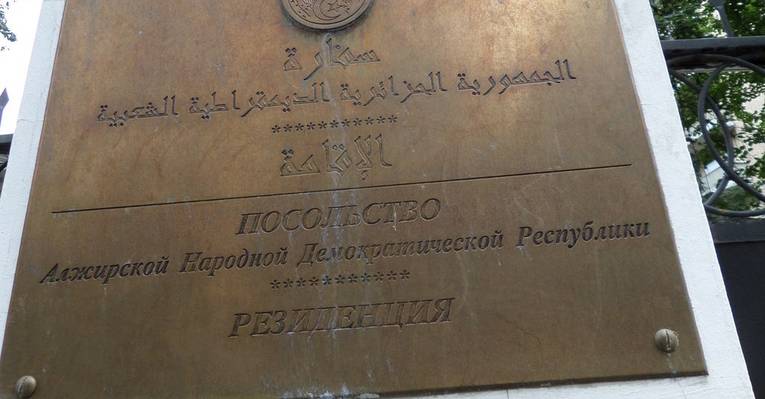 سفارة
الجمهورية الجزائرية الديمقراطية الشعبية
***********
الإقامة
ПОСОЛЬСТВО
Алжирской Народной Демократической Республики
***********
РЕЗИДЕНЦИЯ